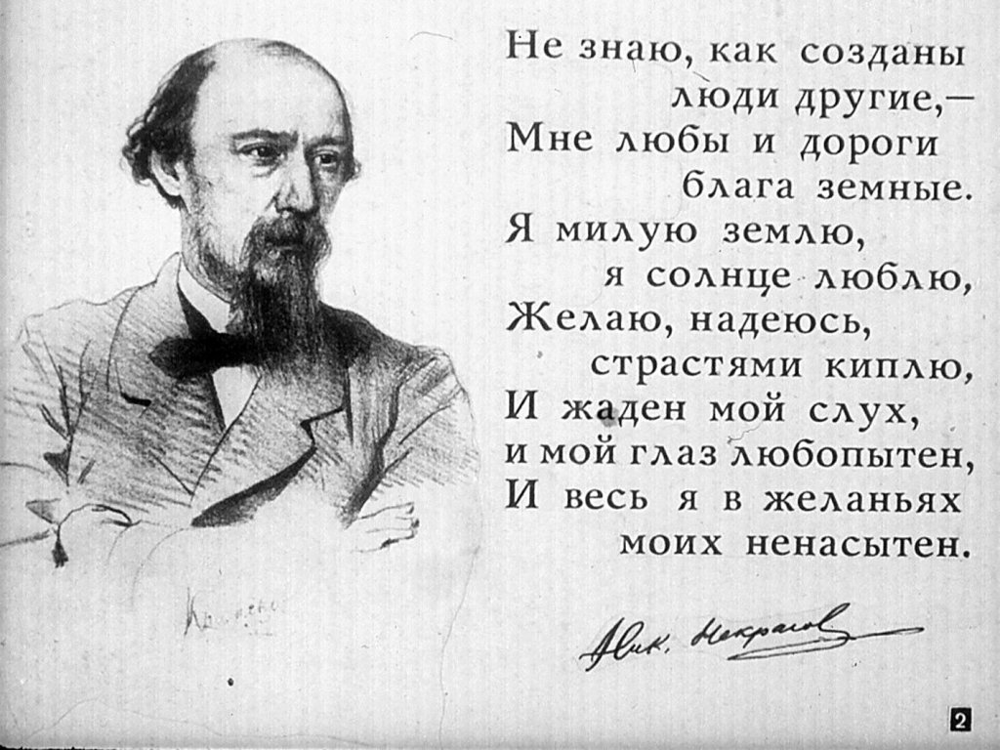 Не знаю, как созданы
люди другие,—
Мне любы и дороги
блага земные.
Я милую землю,
я солнце люблю,
Желаю, надеюсь,
страстями киплю,
И жаден мой слух,
и мой глаз любопытен,
И весь я в желаньях
моих ненасытен.
Ник. Некрасов
2